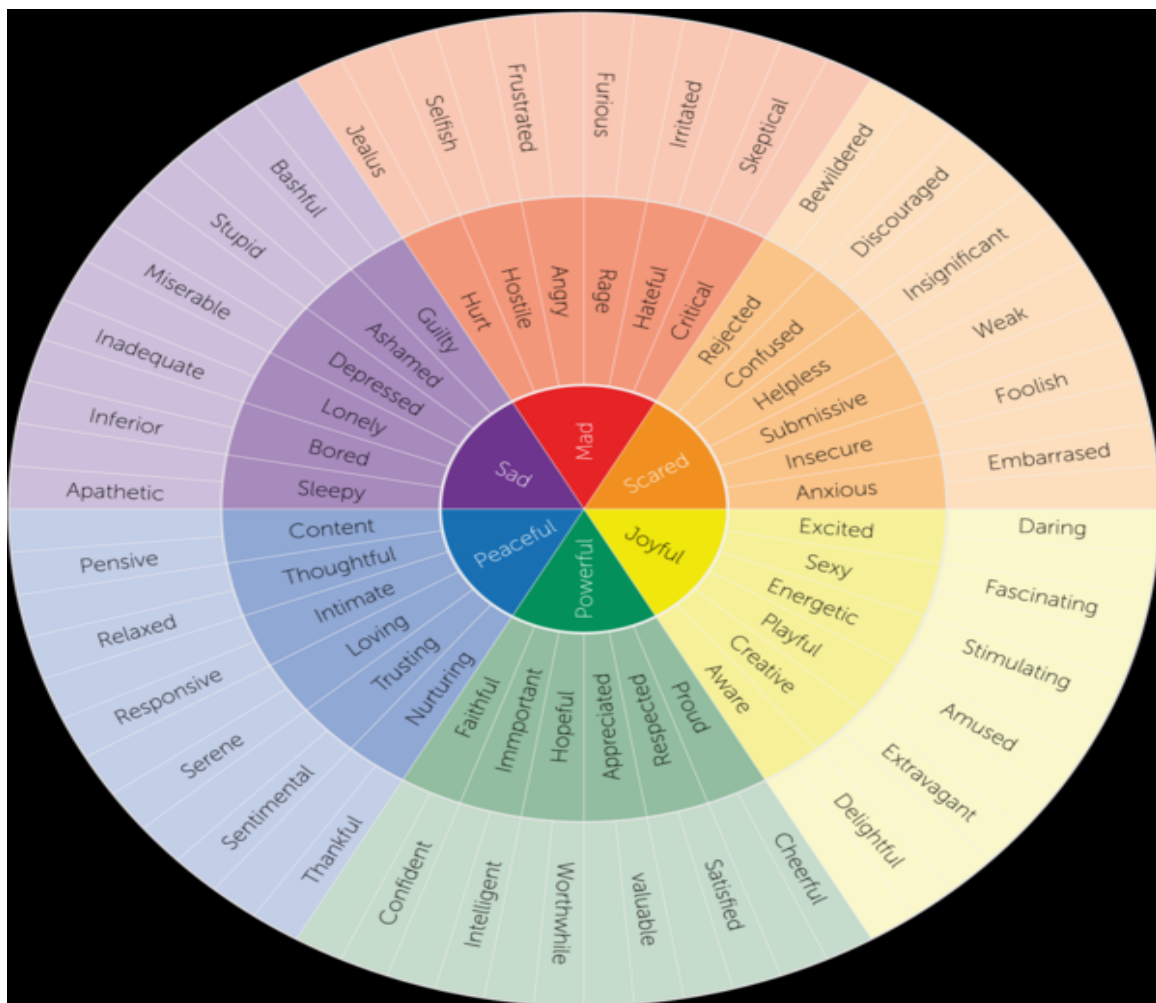 Mad
Scared
Joyful
Powerful
Peaceful
Sad
Hurt
Hostile
Angry
Rage
Hateful
Critical
Rejected
Confused
Helpless
Submissive
Insecure
Anxious
Excited
Sexy
Energetic
Playful
Creative
Aware
Proud
Respected
Appreciated
Hopeful
Immportant
Faithful
Nurturing
Trusting
Loving
Intimate
Thoughtful
Content
Sleepy
Bored
Lonely
Depressed
Ashamed
Guilty
Jealus
Selfish
Frustrated
Furious
Irritated
Skeptical
Bewildered
Discouraged
Insignificant
Weak
Foolish
Embarrased
Daring
Fascinating
Stimulating
Amused
Extravagant
Delightful
Cheerful
Satisfied
valuable
Worthwhile
Intelligent
Confident
Thankful
Sentimental
Serene
Responsive
Relaxed
Pensive
Apathetic
Inferior
Inadequate
Miserable
Stupid
Bashful